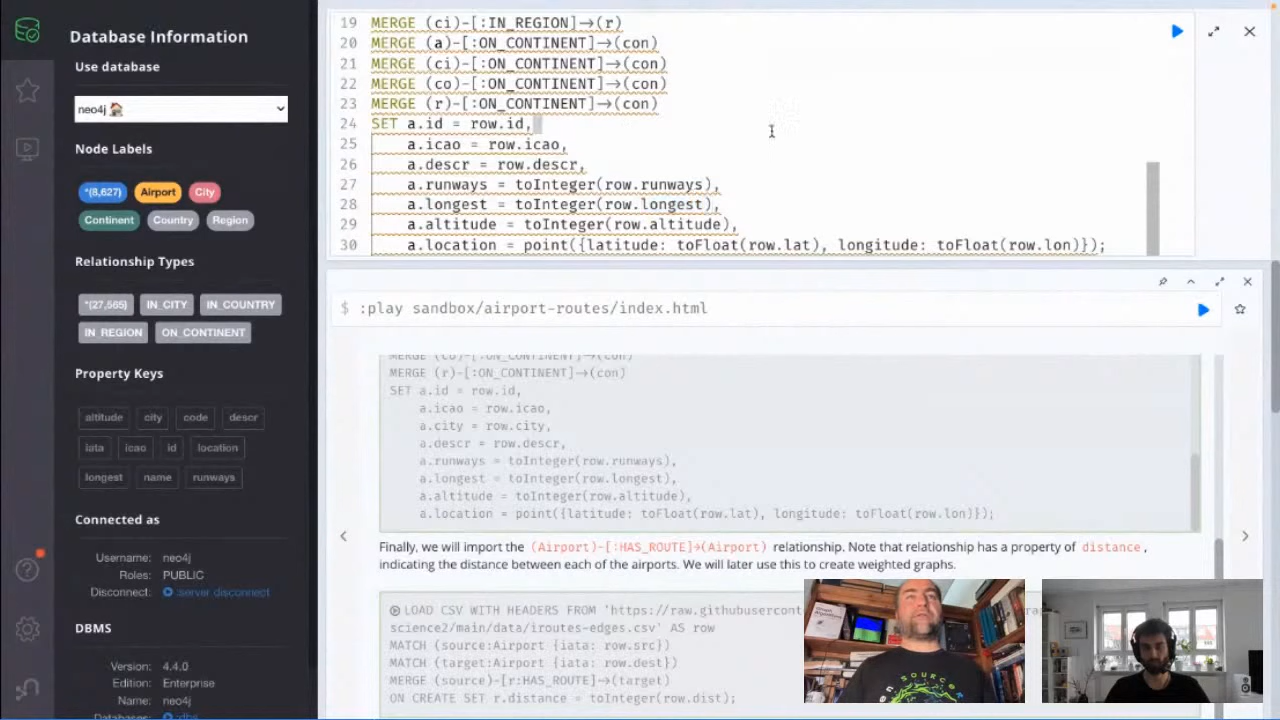 Database Information
Use database
neo4j 🏠
Node Labels
*(8,627) Airport City
Continent Country Region
Relationship Types
*(27,565) IN_CITY IN_COUNTRY
IN_REGION ON_CONTINENT
Property Keys
altitude city code descr
iata icao id location
longest name runways
Connected as
Username: neo4j
Roles: PUBLIC
Disconnect: :server disconnect
DBMS
Version: 4.4.0
Edition: Enterprise
Name: neo4j
Databases: :dbs
19 MERGE (ci)-[:IN_REGION]→(r)
20 MERGE (a)-[:ON_CONTINENT]→(con)
21 MERGE (ci)-[:ON_CONTINENT]→(con)
22 MERGE (co)-[:ON_CONTINENT]→(con)
23 MERGE (r)-[:ON_CONTINENT]→(con)
24 SET a.id = row.id,
25 a.icao = row.icao,
26 a.descr = row.descr,
27 a.runways = toInteger(row.runways),
28 a.longest = toInteger(row.longest),
29 a.altitude = toInteger(row.altitude),
30 a.location = point({latitude: toFloat(row.lat), longitude: toFloat(row.lon)});
$ :play sandbox/airport-routes/index.html
MERGE (co)-[:ON_CONTINENT]→(con)
MERGE (r)-[:ON_CONTINENT]→(con)
SET a.id = row.id,
a.icao = row.icao,
a.city = row.city,
a.descr = row.descr,
a.runways = toInteger(row.runways),
a.longest = toInteger(row.longest),
a.altitude = toInteger(row.altitude),
a.location = point({latitude: toFloat(row.lat), longitude: toFloat(row.lon)});
Finally, we will import the (Airport)-[:HAS_ROUTE]→(Airport) relationship. Note that relationship has a property of distance,
indicating the distance between each of the airports. We will later use this to create weighted graphs.
LOAD CSV WITH HEADERS FROM 'https://raw.githubusercont
science2/main/data/iroutes-edges.csv' AS row
MATCH (source:Airport {iata: row.src})
MATCH (target:Airport {iata: row.dest})
MERGE (source)-[r:HAS_ROUTE]→(target)
ON CREATE SET r.distance = toInteger(row.dist);